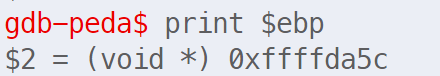 gdb-peda$ print $ebp
$2 = (void *) 0xffffda5c